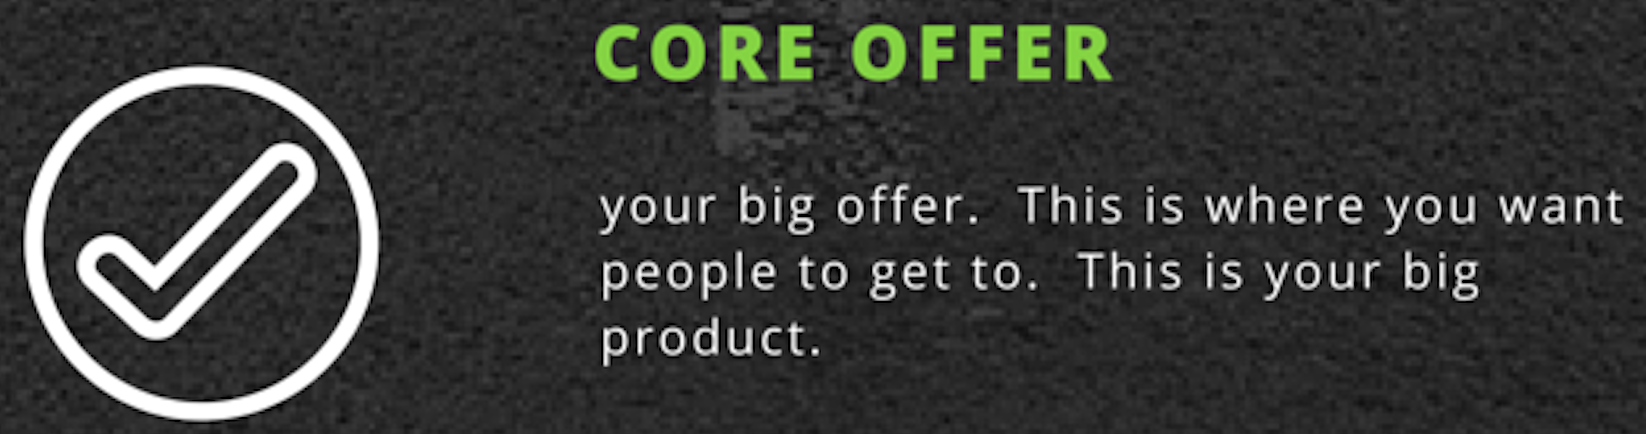 CORE OFFER
your big offer.  This is where you want
people to get to.  This is your big
product.